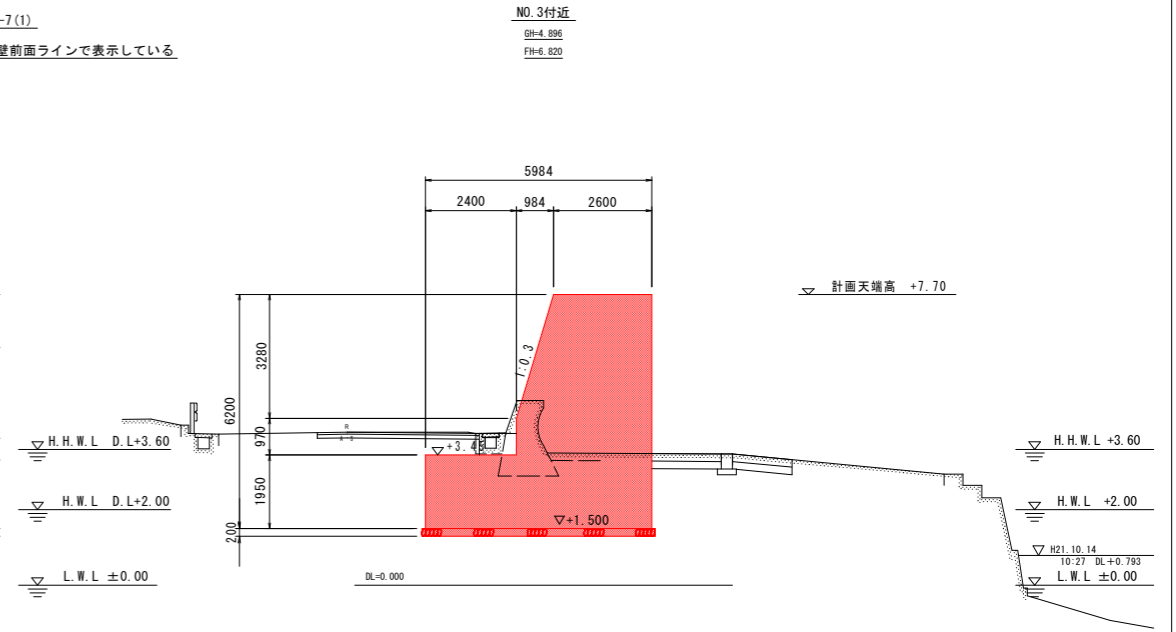 -7(1)
壁前面ラインで表示している
NO.3付近
GH=4.896
FH=6.820
5984
2400
984
2600
計画天端高 +7.70
3280
1:0.3
6200
970
R
H.H.W.L D.L+3.60
+3.4
H.H.W.L +3.60
1950
H.W.L D.L+2.00
H.W.L +2.00
+1.500
200
H21.10.14
10:27 DL+0.793
L.W.L ±0.00
DL=0.000
L.W.L ±0.00